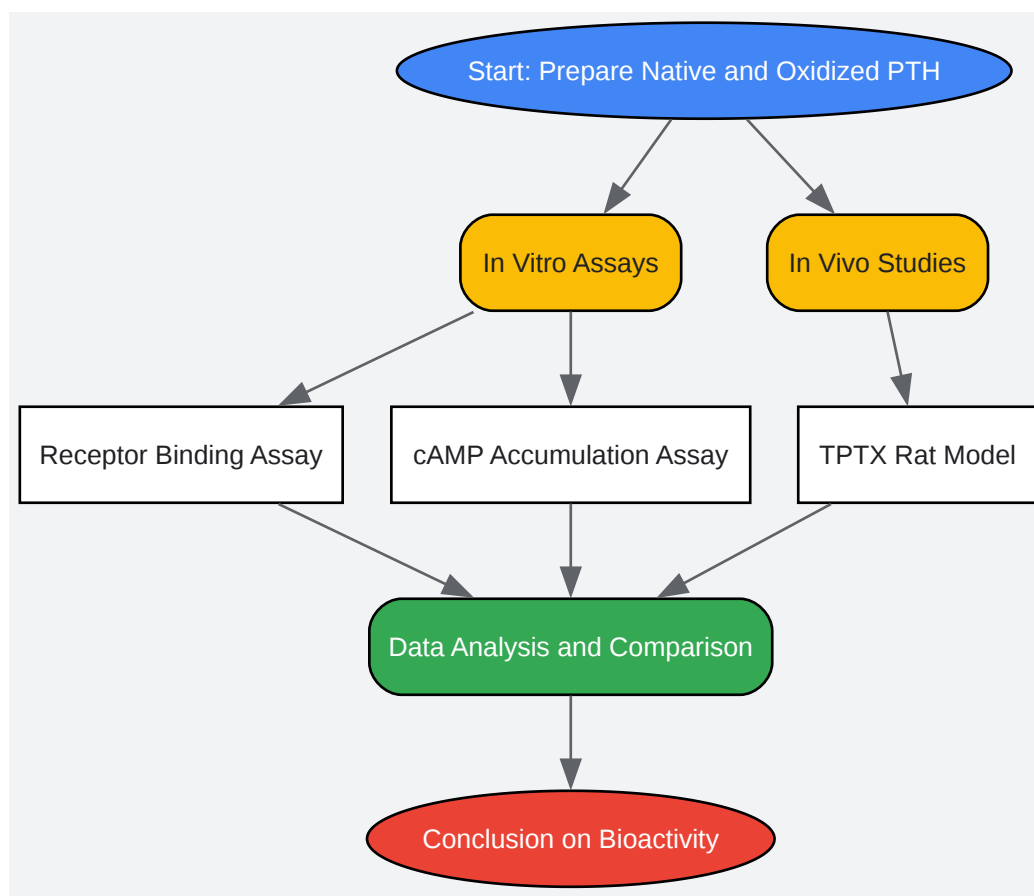 Start: Prepare Native and Oxidized PTH
In Vitro Assays
In Vivo Studies
Receptor Binding Assay
cAMP Accumulation Assay
TPTX Rat Model
Data Analysis and Comparison
Conclusion on Bioactivity